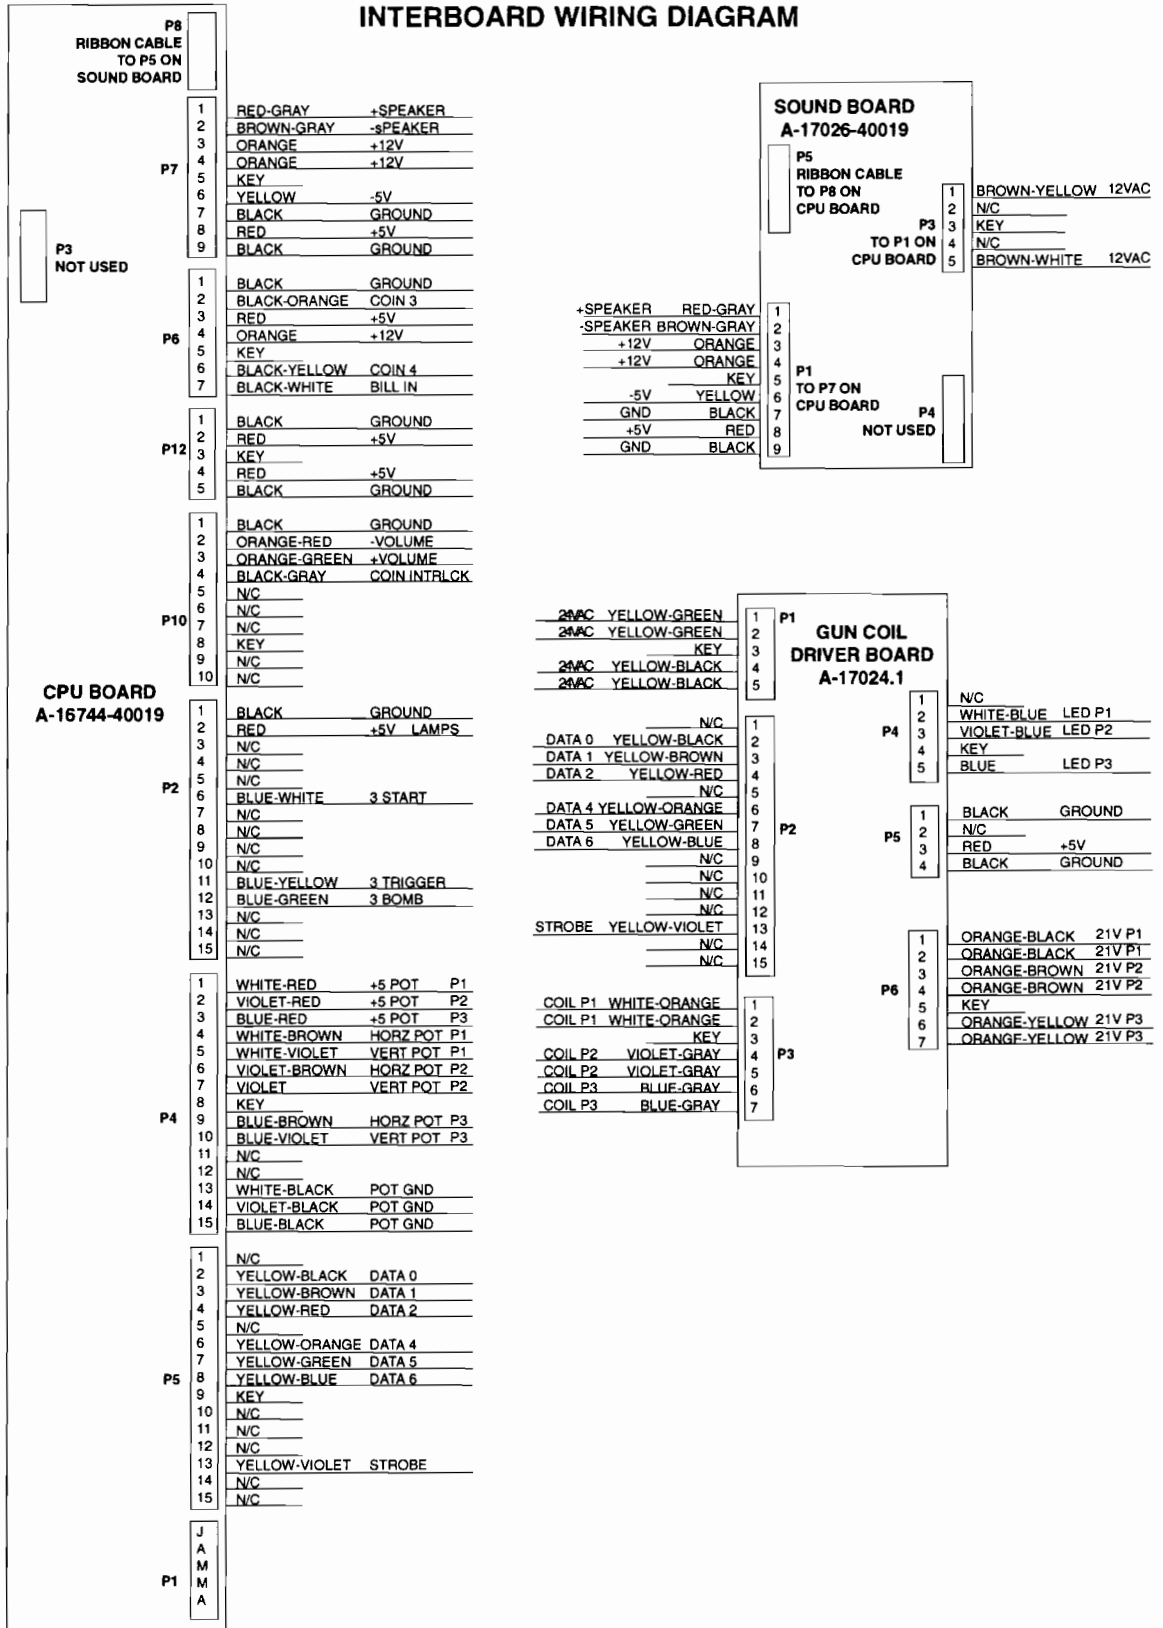 INTERBOARD WIRING DIAGRAM
P8
RIBBON CABLE
TO P5 ON
SOUND BOARD
P7
1 RED-GRAY +SPEAKER
2 BROWN-GRAY -sPEAKER
3 ORANGE +12V
4 ORANGE +12V
5 KEY
6 YELLOW -5V
7 BLACK GROUND
8 RED +5V
9 BLACK GROUND
P3
NOT USED
P6
1 BLACK GROUND
2 BLACK-ORANGE COIN 3
3 RED +5V
4 ORANGE +12V
5 KEY
6 BLACK-YELLOW COIN 4
7 BLACK-WHITE BILL IN
P12
1 BLACK GROUND
2 RED +5V
3 KEY
4 RED +5V
5 BLACK GROUND
P10
1 BLACK GROUND
2 ORANGE-RED -VOLUME
3 ORANGE-GREEN +VOLUME
4 BLACK-GRAY COIN INTRLCK
5 N/C
6 N/C
7 N/C
8 KEY
9 N/C
10 N/C
CPU BOARD
A-16744-40019
P2
1 BLACK GROUND
2 RED +5V LAMPS
3 N/C
4 N/C
5 N/C
6 BLUE-WHITE 3 START
7 N/C
8 N/C
9 N/C
10 N/C
11 BLUE-YELLOW 3 TRIGGER
12 BLUE-GREEN 3 BOMB
13 N/C
14 N/C
15 N/C
P4
1 WHITE-RED +5 POT P1
2 VIOLET-RED +5 POT P2
3 BLUE-RED +5 POT P3
4 WHITE-BROWN HORZ POT P1
5 WHITE-VIOLET VERT POT P1
6 VIOLET-BROWN HORZ POT P2
7 VIOLET VERT POT P2
8 KEY
9 BLUE-BROWN HORZ POT P3
10 BLUE-VIOLET VERT POT P3
11 N/C
12 N/C
13 WHITE-BLACK POT GND
14 VIOLET-BLACK POT GND
15 BLUE-BLACK POT GND
P5
1 N/C
2 YELLOW-BLACK DATA 0
3 YELLOW-BROWN DATA 1
4 YELLOW-RED DATA 2
5 N/C
6 YELLOW-ORANGE DATA 4
7 YELLOW-GREEN DATA 5
8 YELLOW-BLUE DATA 6
9 KEY
10 N/C
11 N/C
12 N/C
13 YELLOW-VIOLET STROBE
14 N/C
15 N/C
P1
J
A
M
M
A
SOUND BOARD
A-17026-40019
P5
RIBBON CABLE
TO P8 ON
CPU BOARD
P3
TO P1 ON
CPU BOARD
1 BROWN-YELLOW 12VAC
2 N/C
3 KEY
4 N/C
5 BROWN-WHITE 12VAC
+SPEAKER RED-GRAY 1
-SPEAKER BROWN-GRAY 2
+12V ORANGE 3
+12V ORANGE 4
KEY 5
-5V YELLOW 6
GND BLACK 7
+5V RED 8
GND BLACK 9
P1
TO P7 ON
CPU BOARD
P4
NOT USED
GUN COIL
DRIVER BOARD
A-17024.1
P1
24VAC YELLOW-GREEN 1
24VAC YELLOW-GREEN 2
KEY 3
24VAC YELLOW-BLACK 4
24VAC YELLOW-BLACK 5
P2
N/C 1
DATA 0 YELLOW-BLACK 2
DATA 1 YELLOW-BROWN 3
DATA 2 YELLOW-RED 4
N/C 5
DATA 4 YELLOW-ORANGE 6
DATA 5 YELLOW-GREEN 7
DATA 6 YELLOW-BLUE 8
N/C 9
N/C 10
N/C 11
N/C 12
STROBE YELLOW-VIOLET 13
N/C 14
N/C 15
P3
COIL P1 WHITE-ORANGE 1
COIL P1 WHITE-ORANGE 2
KEY 3
COIL P2 VIOLET-GRAY 4
COIL P2 VIOLET-GRAY 5
COIL P3 BLUE-GRAY 6
COIL P3 BLUE-GRAY 7
P4
1 N/C
2 WHITE-BLUE LED P1
3 VIOLET-BLUE LED P2
4 KEY
5 BLUE LED P3
P5
1 BLACK GROUND
2 N/C
3 RED +5V
4 BLACK GROUND
P6
1 ORANGE-BLACK 21V P1
2 ORANGE-BLACK 21V P1
3 ORANGE-BROWN 21V P2
4 ORANGE-BROWN 21V P2
5 KEY
6 ORANGE-YELLOW 21V P3
7 ORANGE-YELLOW 21V P3